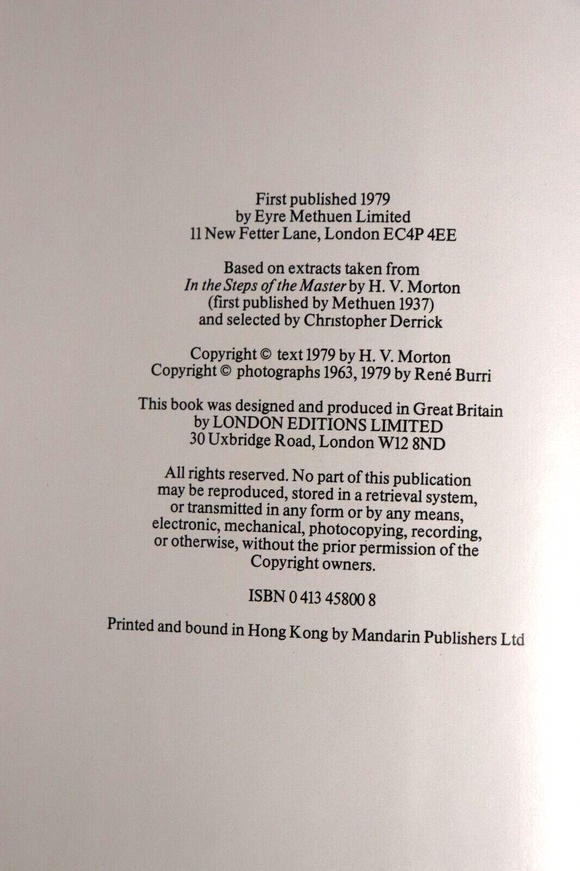 First published 1979
by Eyre Methuen Limited
11 New Fetter Lane, London EC4P 4EE
Based on extracts taken from
In the Steps of the Master by H. V. Morton
(first published by Methuen 1937)
and selected by Christopher Derrick
Copyright © text 1979 by H. V. Morton
Copyright © photographs 1963, 1979 by René Burri
This book was designed and produced in Great Britain
by LONDON EDITIONS LIMITED
30 Uxbridge Road, London W12 8ND
All rights reserved. No part of this publication
may be reproduced, stored in a retrieval system,
or transmitted in any form or by any means,
electronic, mechanical, photocopying, recording,
or otherwise, without the prior permission of the
Copyright owners.
ISBN 0 413 45800 8
Printed and bound in Hong Kong by Mandarin Publishers Ltd